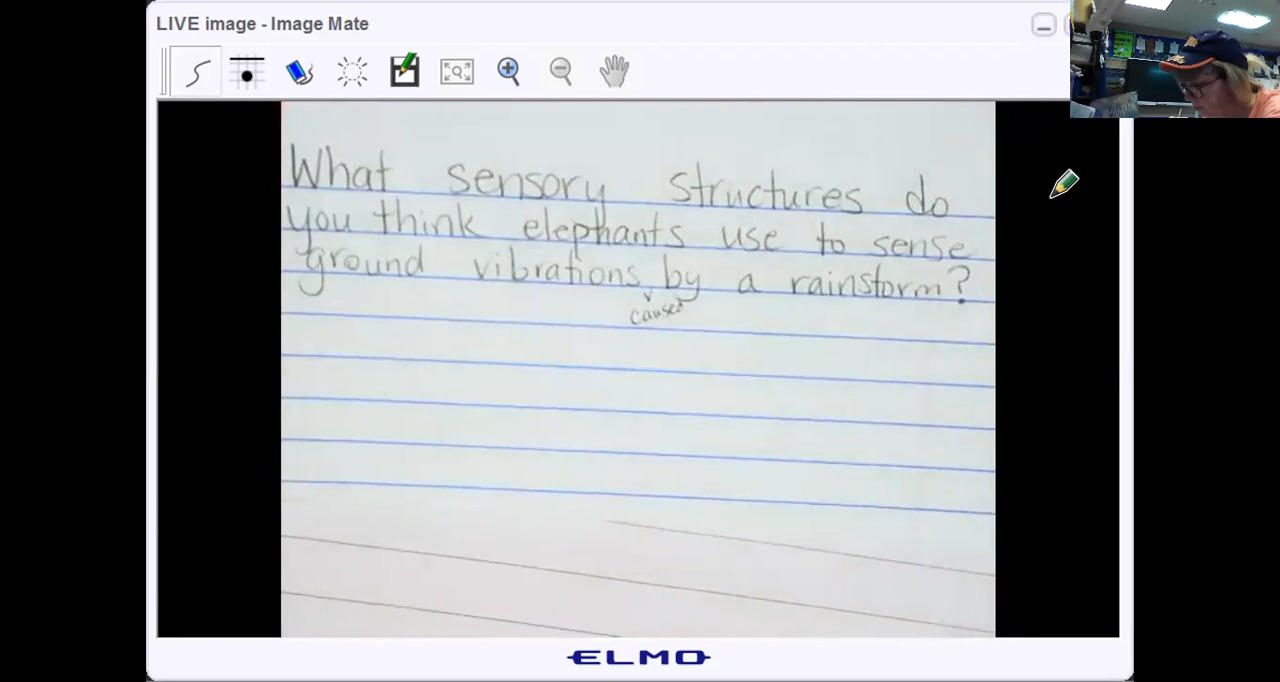 LIVE image - Image Mate
What sensory structures do
you think elephants use to sense
ground vibrations by a rainstorm?
caused
ELMO